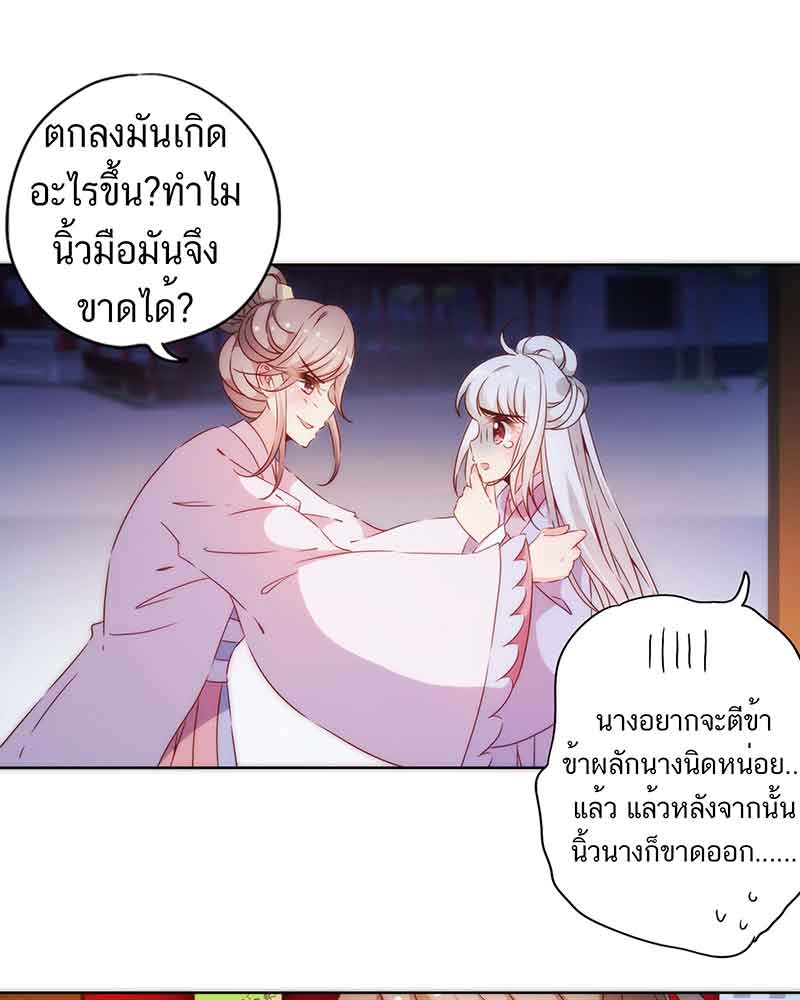 ตกลงมันเกิด
อะไรขึ้น?ทำไม
นิ้วมือมันจึง
ขาดได้?
นางอยากจะตีข้า
ข้าผลักนางนิดหน่อย..
แล้ว แล้วหลังจากนั้น
นิ้วนางก็ขาดออก......